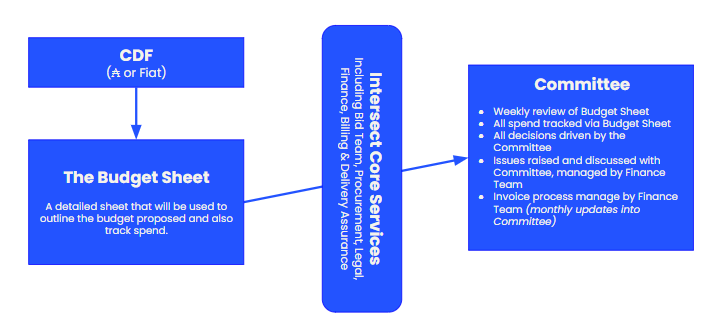 CDF
(₳ or Fiat)
The Budget Sheet
A detailed sheet that will be used to
outline the budget proposed and also
track spend.
Intersect Core Services
Including Bid Team, Procurement, Legal,
Finance, Billing & Delivery Assurance
Committee
● Weekly review of Budget Sheet
● All spend tracked via Budget Sheet
● All decisions driven by the
Committee
● Issues raised and discussed with
Committee, managed by Finance
Team
● Invoice process manage by Finance
Team (monthly updates into
Committee)